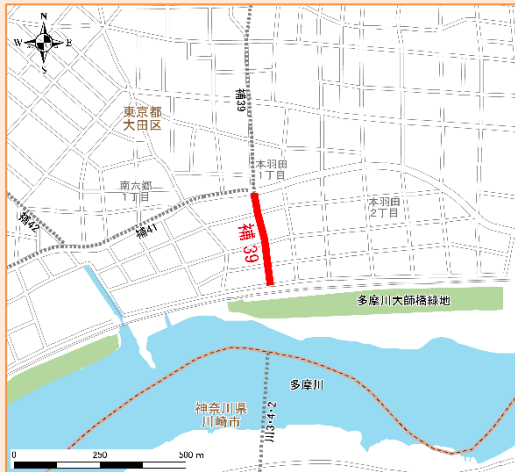 N
W E
S
補39
東京都
大田区
本羽田
1丁目
南六郷
1丁目
本羽田
2丁目
補42
補41
補39
多摩川大師橋緑地
多摩川
神奈川県
川崎市
川3・4・2
0 250 500 m